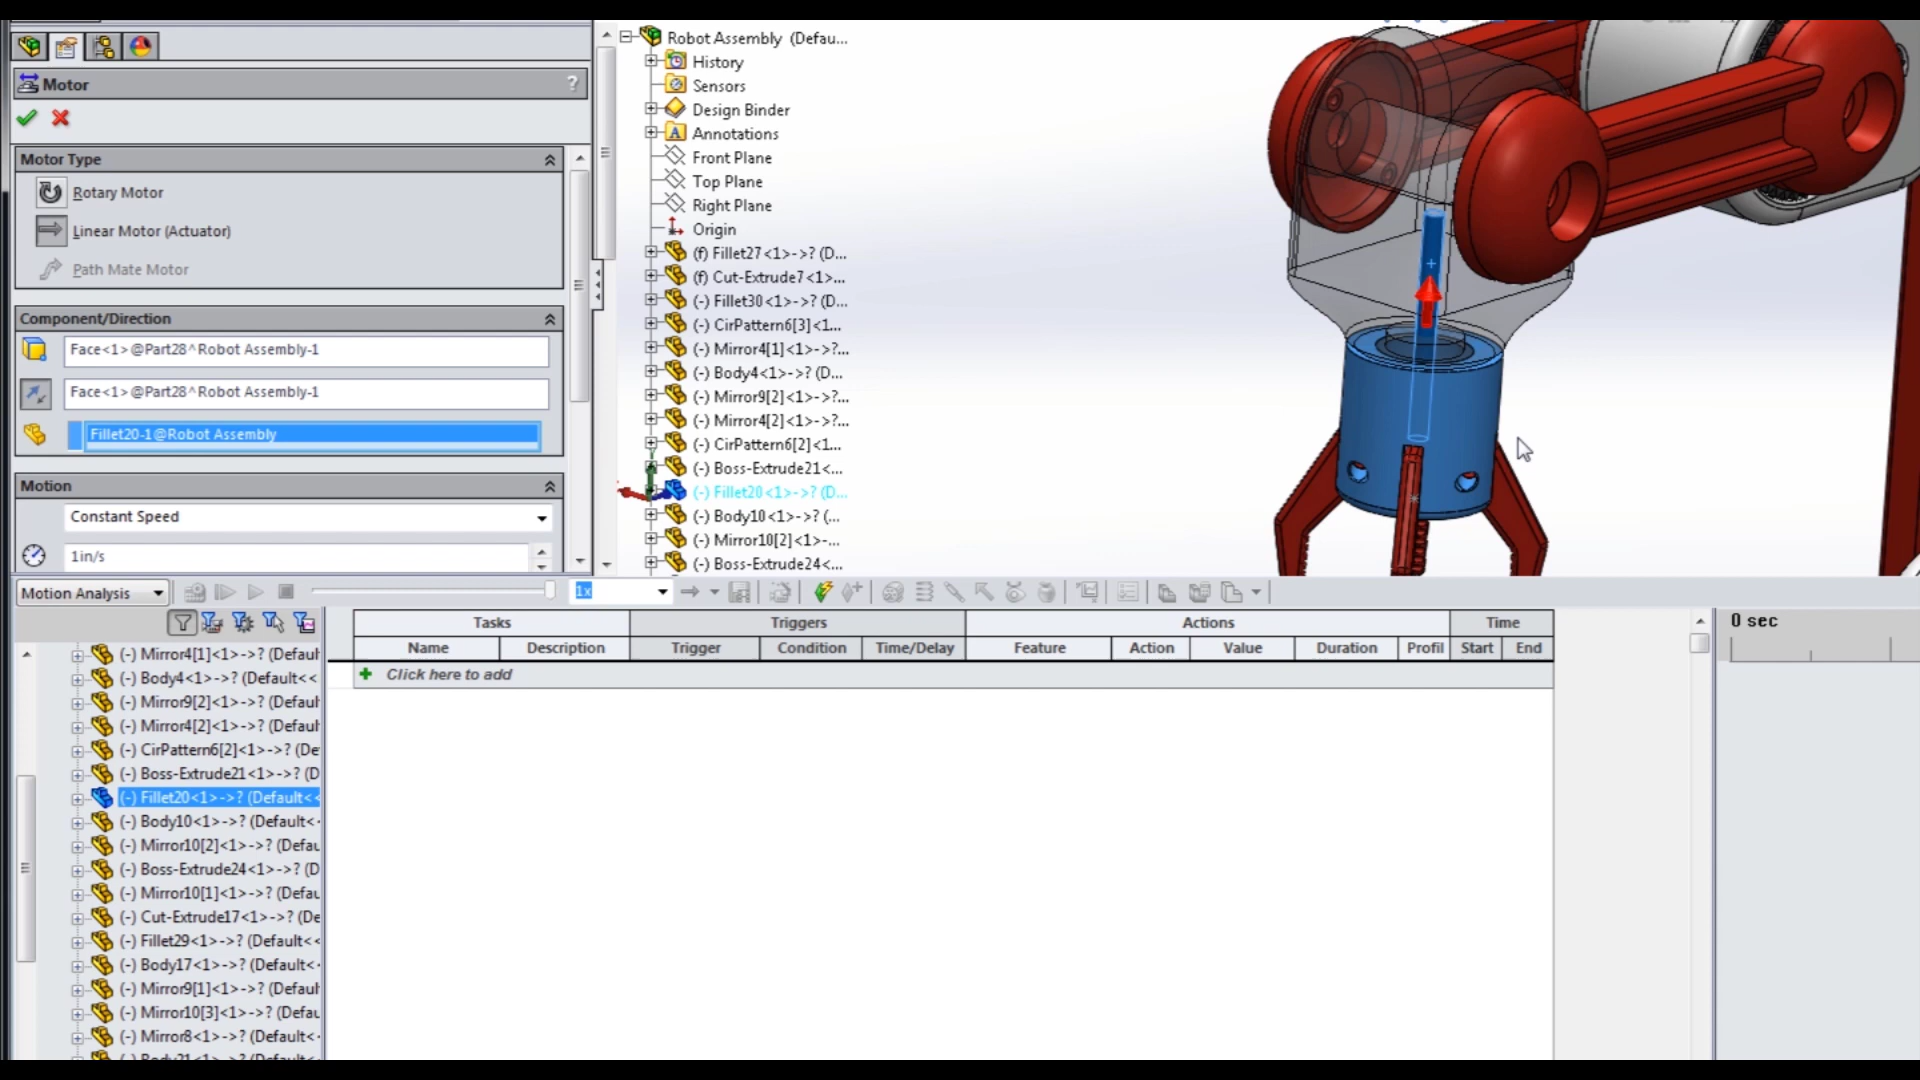 Motor
?
Motor Type
Rotary Motor
Linear Motor (Actuator)
Path Mate Motor
Component/Direction
Face<1>@Part28^Robot Assembly-1
Face<1>@Part28^Robot Assembly-1
Fillet20-1@Robot Assembly
Motion
Constant Speed
1in/s
Robot Assembly (Defau...
History
Sensors
Design Binder
Annotations
Front Plane
Top Plane
Right Plane
Origin
(f) Fillet27<1>->? (D...
(f) Cut-Extrude7<1>...
(-) Fillet30<1>->? (D...
(-) CirPattern6[3]<1...
(-) Mirror4[1]<1>->?...
(-) Body4<1>->? (D...
(-) Mirror9[2]<1>->?...
(-) Mirror4[2]<1>->?...
(-) CirPattern6[2]<1...
(-) Boss-Extrude21<...
(-) Fillet20<1>->? (D...
(-) Body10<1>->? (...
(-) Mirror10[2]<1>-...
(-) Boss-Extrude24<...
Motion Analysis
1x
(-) Mirror4[1]<1>->? (Default
(-) Body4<1>->? (Default<<
(-) Mirror9[2]<1>->? (Default
(-) Mirror4[2]<1>->? (Default
(-) CirPattern6[2]<1>->? (De
(-) Boss-Extrude21<1>->? (D
(-) Fillet20<1>->? (Default<<
(-) Body10<1>->? (Default<
(-) Mirror10[2]<1>->? (Defau
(-) Boss-Extrude24<1>->? (D
(-) Mirror10[1]<1>->? (Defau
(-) Cut-Extrude17<1>->? (De
(-) Fillet29<1>->? (Default<<
(-) Body17<1>->? (Default<
(-) Mirror9[1]<1>->? (Default
(-) Mirror10[3]<1>->? (Defau
(-) Mirror8<1>->? (Default<
Tasks Triggers Actions Time
Name Description Trigger Condition Time/Delay Feature Action Value Duration Profil Start End
Click here to add
0 sec